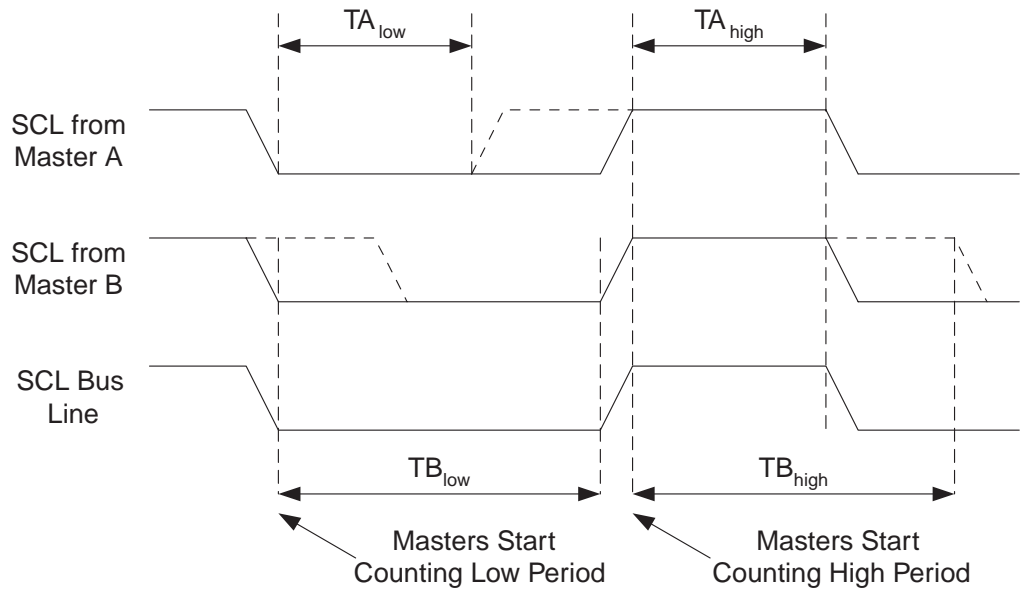 TA low
TA high
SCL from
Master A
SCL from
Master B
SCL Bus
Line
TB low
TB high
Masters Start
Counting Low Period
Masters Start
Counting High Period